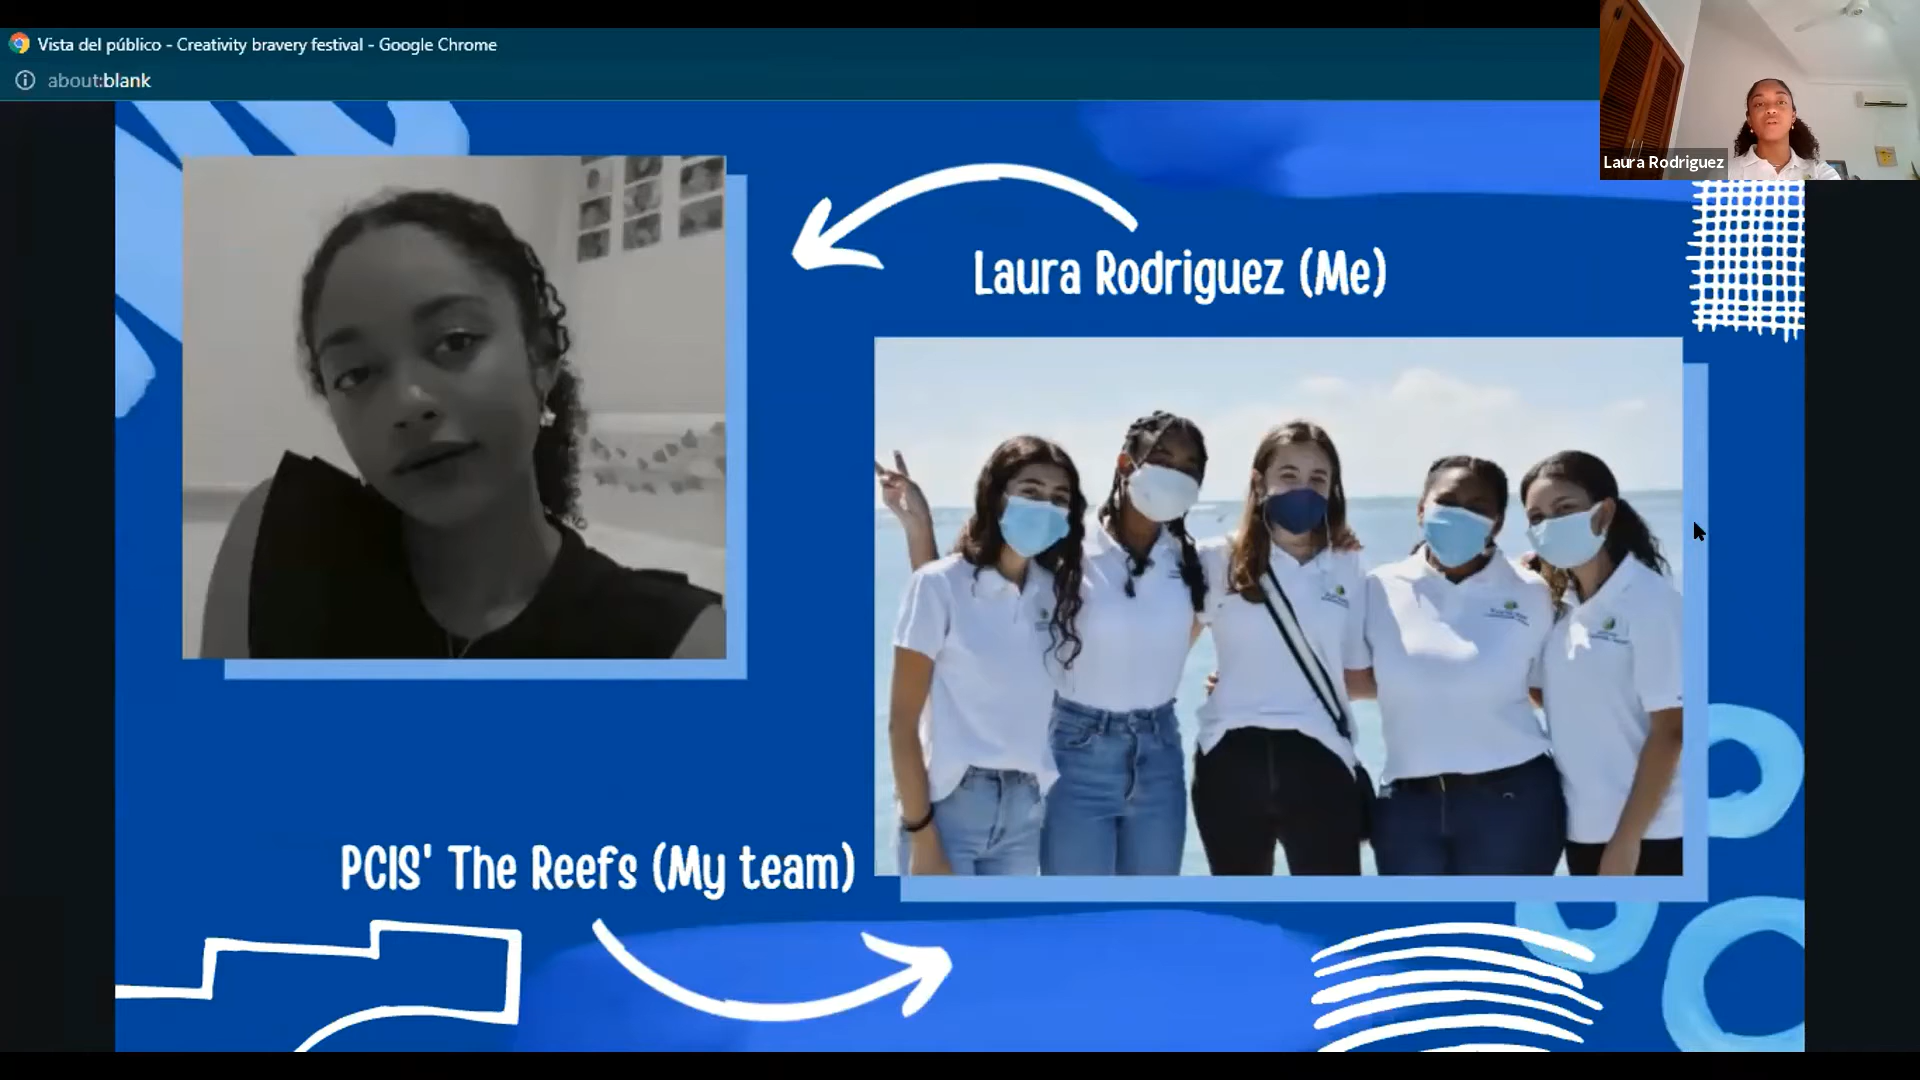 Vista del público - Creativity bravery festival - Google Chrome
about:blank
Laura Rodriguez
Laura Rodriguez (Me)
PCIS' The Reefs (My team)